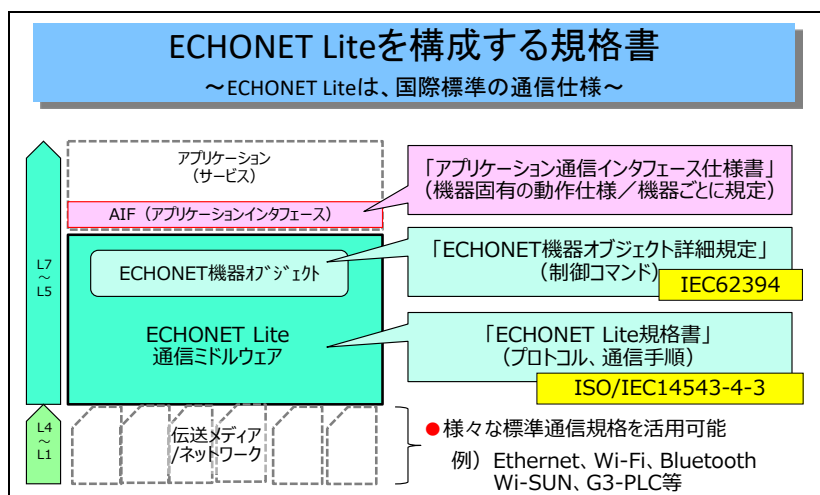 ECHONET Liteを構成する規格書
～ECHONET Liteは、国際標準の通信仕様～
アプリケーション
（サービス）
AIF（アプリケーションインタフェース）
「アプリケーション通信インタフェース仕様書」
（機器固有の動作仕様／機器ごとに規定）
L7
～
L5
ECHONET機器ｵﾌﾞｼﾞｪｸﾄ
「ECHONET機器オブジェクト詳細規定」
（制御コマンド）
IEC62394
ECHONET Lite
通信ミドルウェア
「ECHONET Lite規格書」
（プロトコル、通信手順）
ISO/IEC14543-4-3
L4
～
L1
伝送メディア
/ネットワーク
●様々な標準通信規格を活用可能
例） Ethernet、Wi-Fi、Bluetooth
Wi-SUN、G3-PLC等